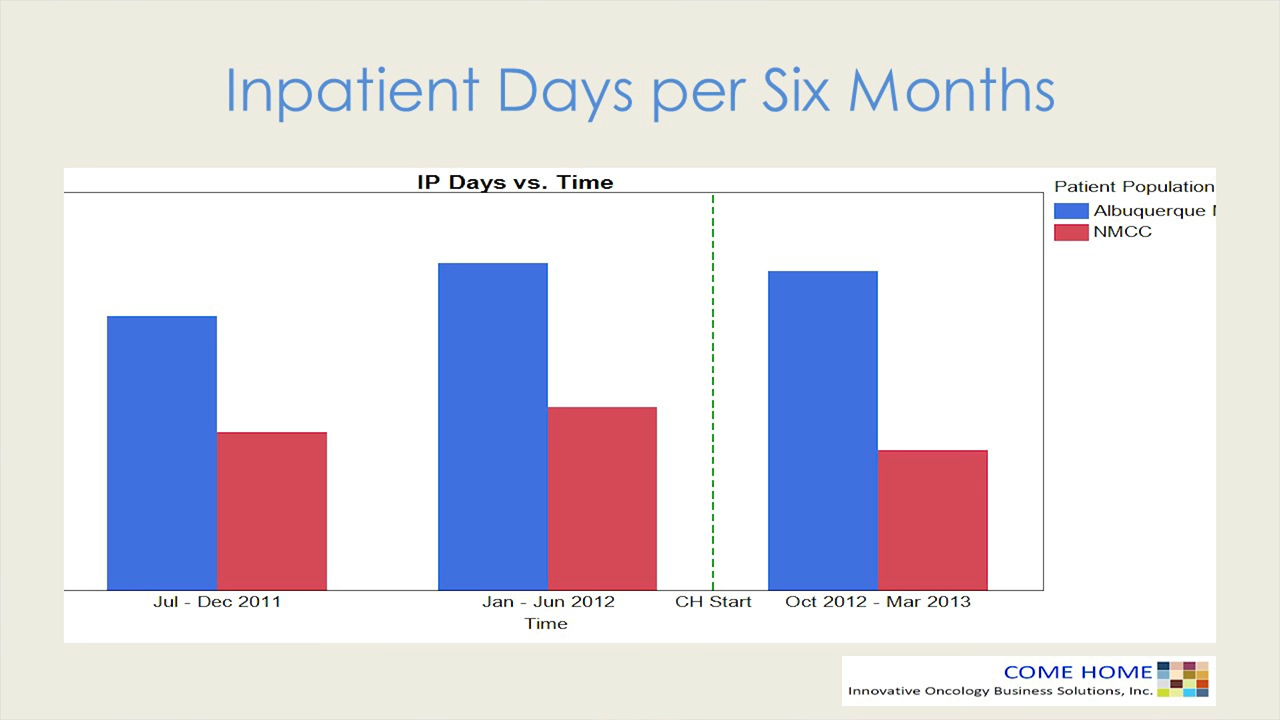 Inpatient Days per Six Months
IP Days vs. Time
Patient Population
Albuquerque
NMCC
Jul - Dec 2011
Jan - Jun 2012
CH Start
Oct 2012 - Mar 2013
Time
COME HOME
Innovative Oncology Business Solutions, Inc.